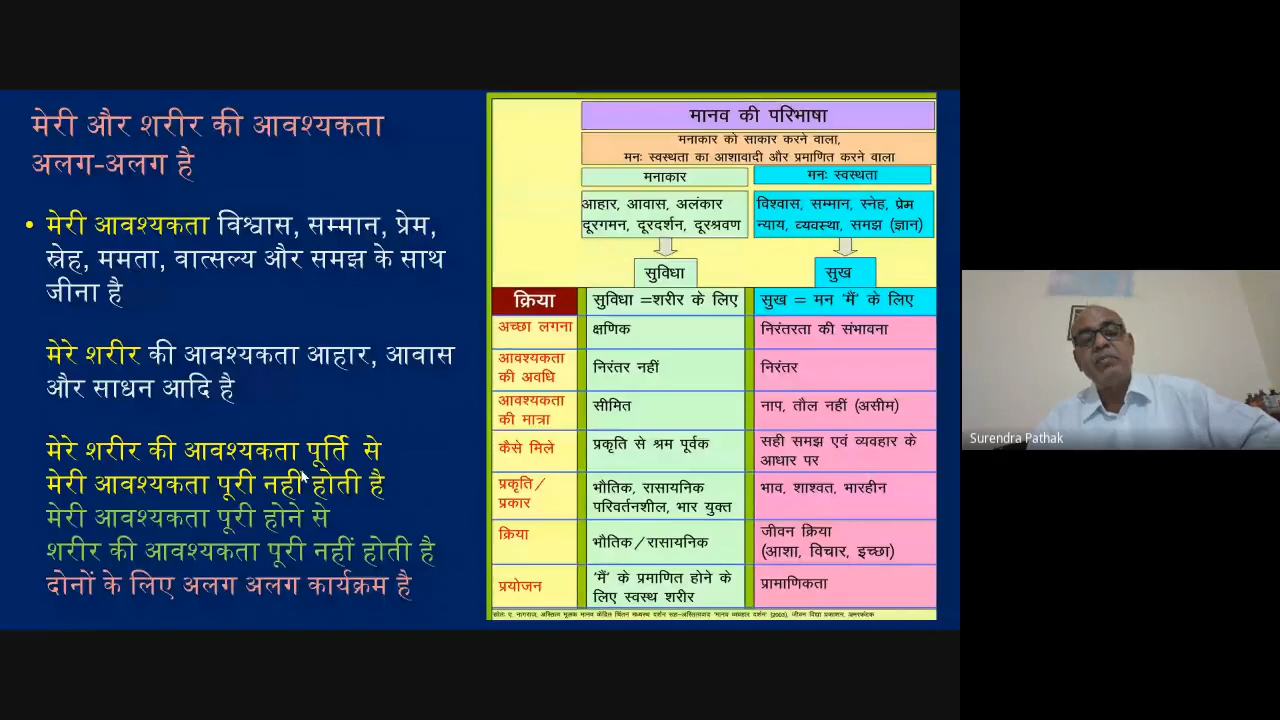 मेरी और शरीर की आवश्यकता
अलग-अलग है
• मेरी आवश्यकता विश्वास, सम्मान, प्रेम,
स्नेह, ममता, वात्सल्य और समझ के साथ
जीना है
मेरे शरीर की आवश्यकता आहार, आवास
और साधन आदि है
मेरे शरीर की आवश्यकता पूर्ति से
मेरी आवश्यकता पूरी नहीं होती है
मेरी आवश्यकता पूरी होने से
शरीर की आवश्यकता पूरी नहीं होती है
दोनों के लिए अलग अलग कार्यक्रम है
मानव की परिभाषा
मनाकार को साकार करने वाला,
मनः स्वस्थता का आशावादी और प्रमाणित करने वाला
मनाकार मनः स्वस्थता
आहार, आवास, अलंकार विश्वास, सम्मान, स्नेह, प्रेम
दूरगमन, दूरदर्शन, दूरश्रवण न्याय, व्यवस्था, समझ (ज्ञान)
सुविधा सुख
क्रिया सुविधा =शरीर के लिए सुख = मन 'मैं' के लिए
अच्छा लगना क्षणिक निरंतरता की संभावना
आवश्यकता की अवधि निरंतर नहीं निरंतर
आवश्यकता की मात्रा सीमित नाप, तौल नहीं (असीम)
कैसे मिले प्रकृति से श्रम पूर्वक सही समझ एवं व्यवहार के
आधार पर
प्रकृति/ भौतिक, रासायनिक भाव, शाश्वत, भारहीन
प्रकार परिवर्तनशील, भार युक्त
क्रिया भौतिक/रासायनिक जीवन क्रिया
(आशा, विचार, इच्छा)
प्रयोजन 'मैं' के प्रमाणित होने के प्रामाणिकता
लिए स्वस्थ शरीर
Surendra Pathak